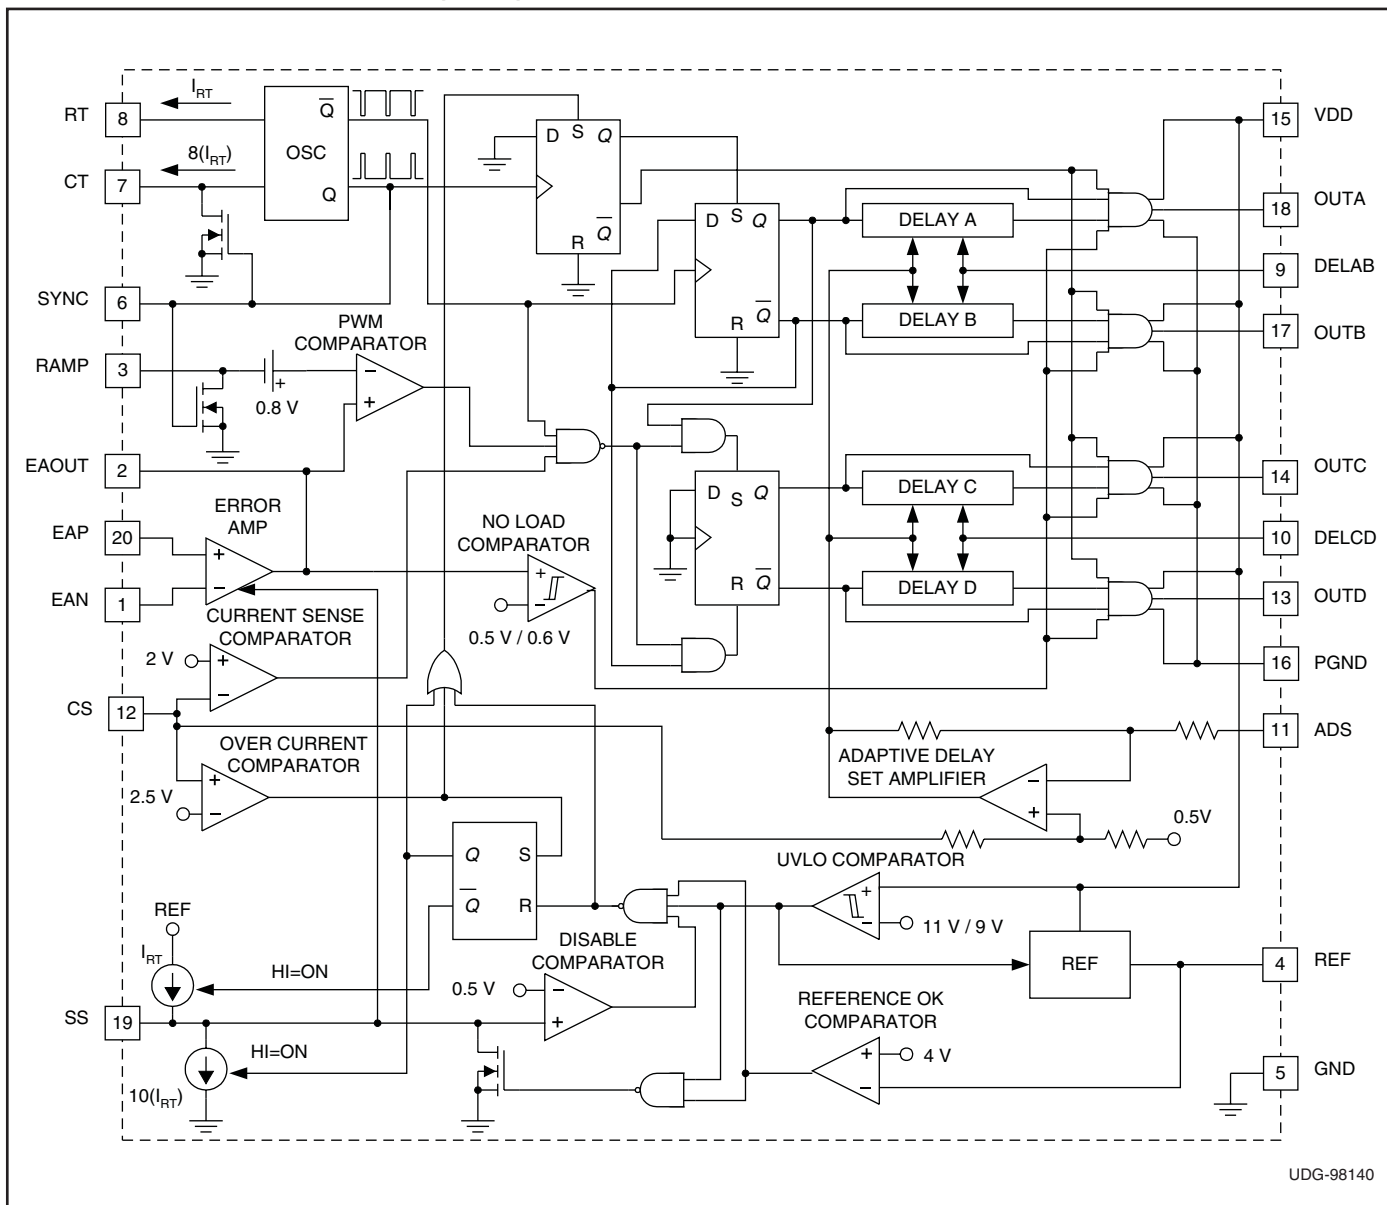 RT
8
I_RT
OSC
Q̅
Q
CT
7
8(I_RT)
SYNC
6
RAMP
3
0.8 V
PWM
COMPARATOR
−
+
+
EAOUT
2
EAP
20
EAN
1
ERROR
AMP
+
−
NO LOAD
COMPARATOR
+
−
0.5 V / 0.6 V
CURRENT SENSE
COMPARATOR
2 V
+
−
CS
12
OVER CURRENT
COMPARATOR
2.5 V
+
−
D
S
Q
Q̅
R
D
S
Q
Q̅
R
D
S
Q
Q̅
R
DELAY A
DELAY B
DELAY C
DELAY D
15
VDD
18
OUTA
9
DELAB
17
OUTB
14
OUTC
10
DELCD
13
OUTD
16
PGND
11
ADS
ADAPTIVE DELAY
SET AMPLIFIER
−
+
0.5V
Q
S
Q̅
R
UVLO COMPARATOR
+
−
11 V / 9 V
REF
4
REF
REFERENCE OK
COMPARATOR
+
−
4 V
DISABLE
COMPARATOR
0.5 V
−
+
REF
I_RT
HI=ON
SS
19
HI=ON
10(I_RT)
5
GND
UDG-98140